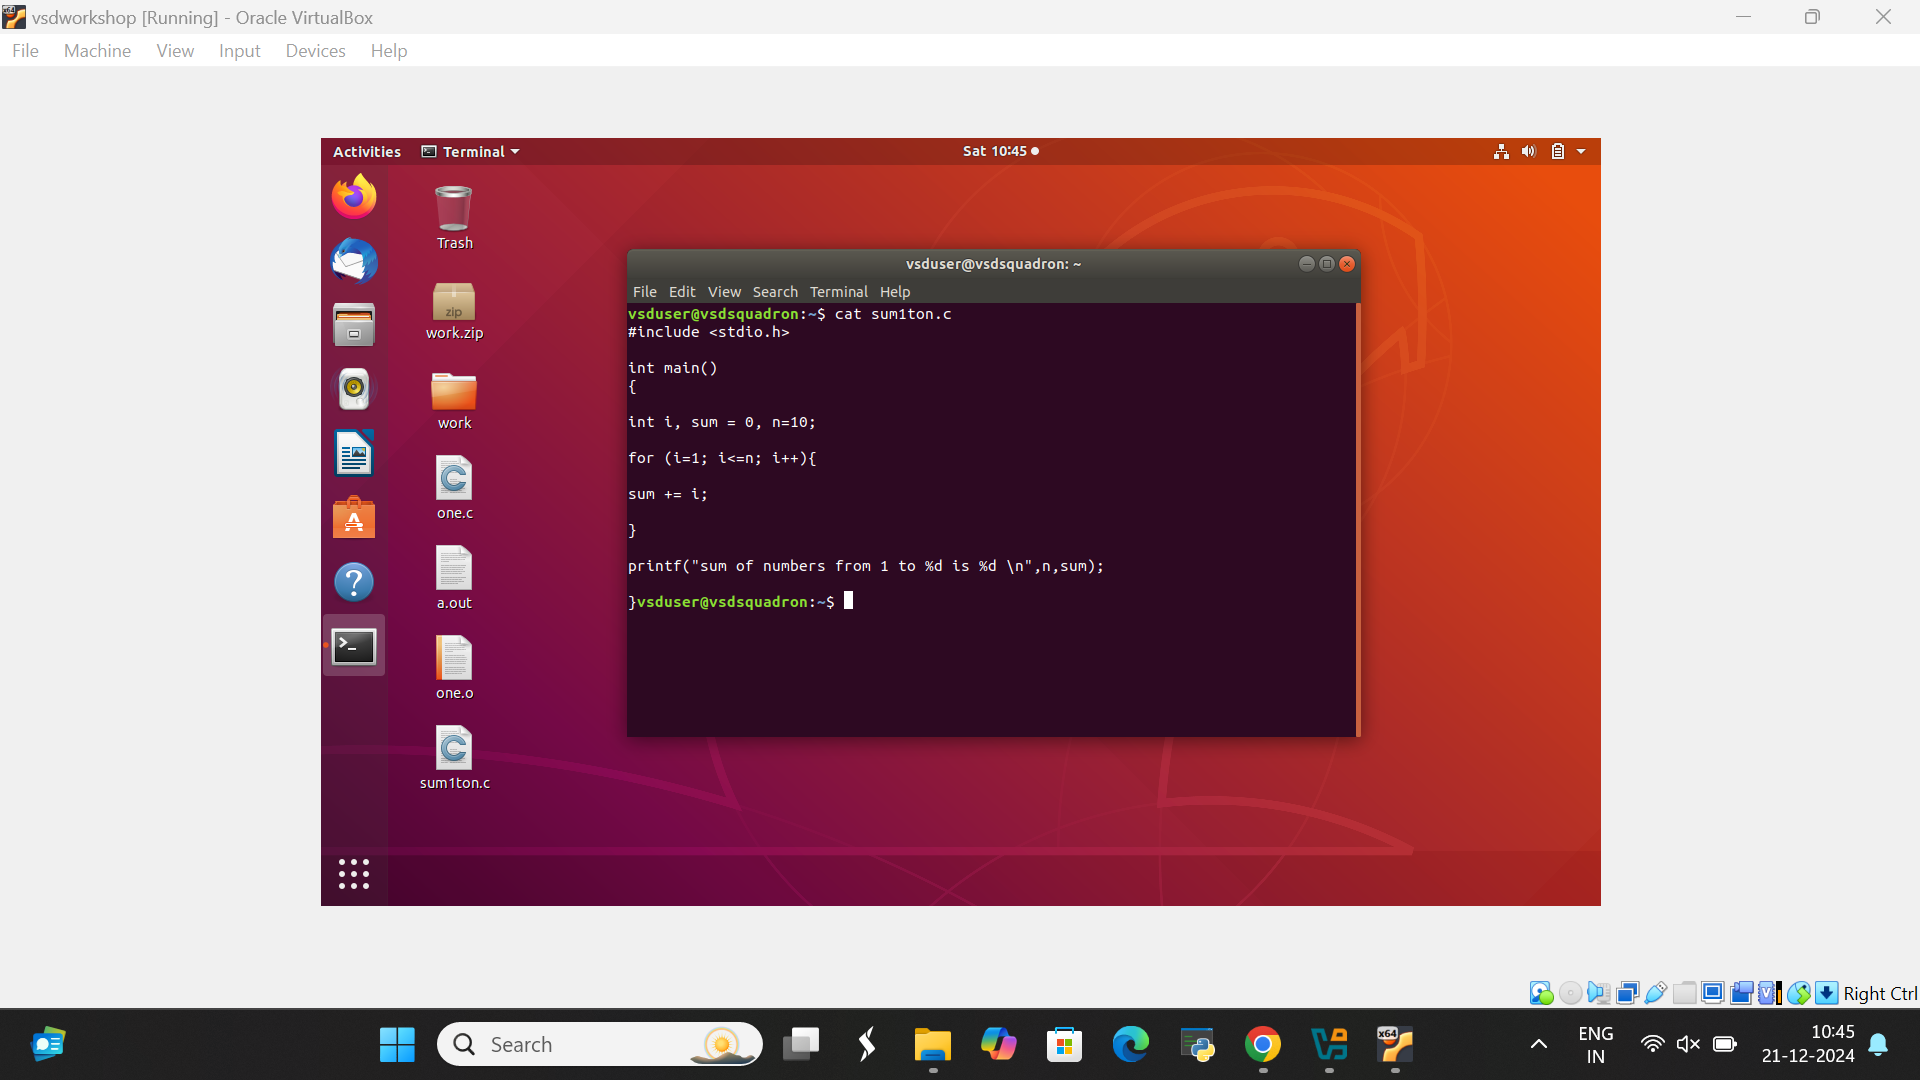 vsdworkshop [Running] - Oracle VirtualBox
File Machine View Input Devices Help
Activities Terminal Sat 10:45
Trash
zip
work.zip
work
one.c
a.out
one.o
sum1ton.c
vsduser@vsdsquadron: ~
File Edit View Search Terminal Help
vsduser@vsdsquadron:~$ cat sum1ton.c
#include <stdio.h>
int main()
{
int i, sum = 0, n=10;
for (i=1; i<=n; i++){
sum += i;
}
printf("sum of numbers from 1 to %d is %d \n",n,sum);
}vsduser@vsdsquadron:~$
Right Ctrl
Search
x64
ENG
IN
10:45
21-12-2024